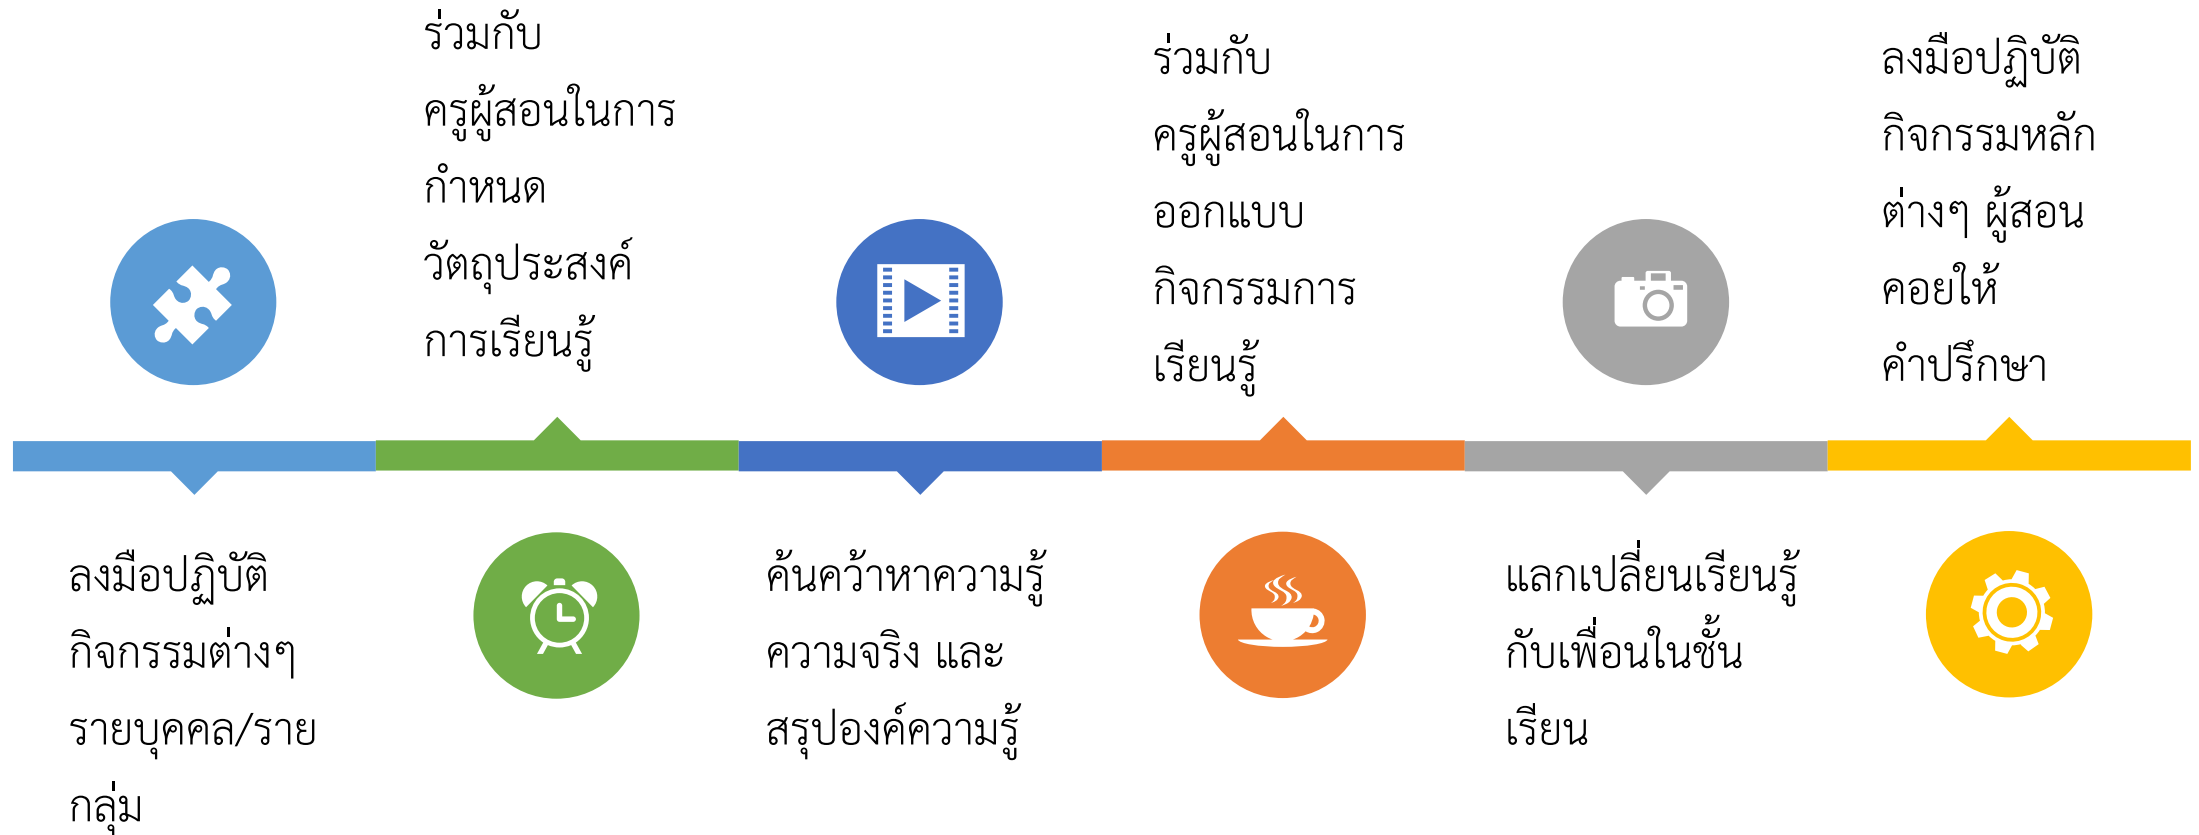 ลงมือปฏิบัติ
กิจกรรมต่างๆ
รายบุคคล/ราย
กลุ่ม
ร่วมกับ
ครูผู้สอนในการ
กำหนด
วัตถุประสงค์
การเรียนรู้
ค้นคว้าหาความรู้
ความจริง และ
สรุปองค์ความรู้
ร่วมกับ
ครูผู้สอนในการ
ออกแบบ
กิจกรรมการ
เรียนรู้
แลกเปลี่ยนเรียนรู้
กับเพื่อนในชั้น
เรียน
ลงมือปฏิบัติ
กิจกรรมหลัก
ต่างๆ ผู้สอน
คอยให้
คำปรึกษา